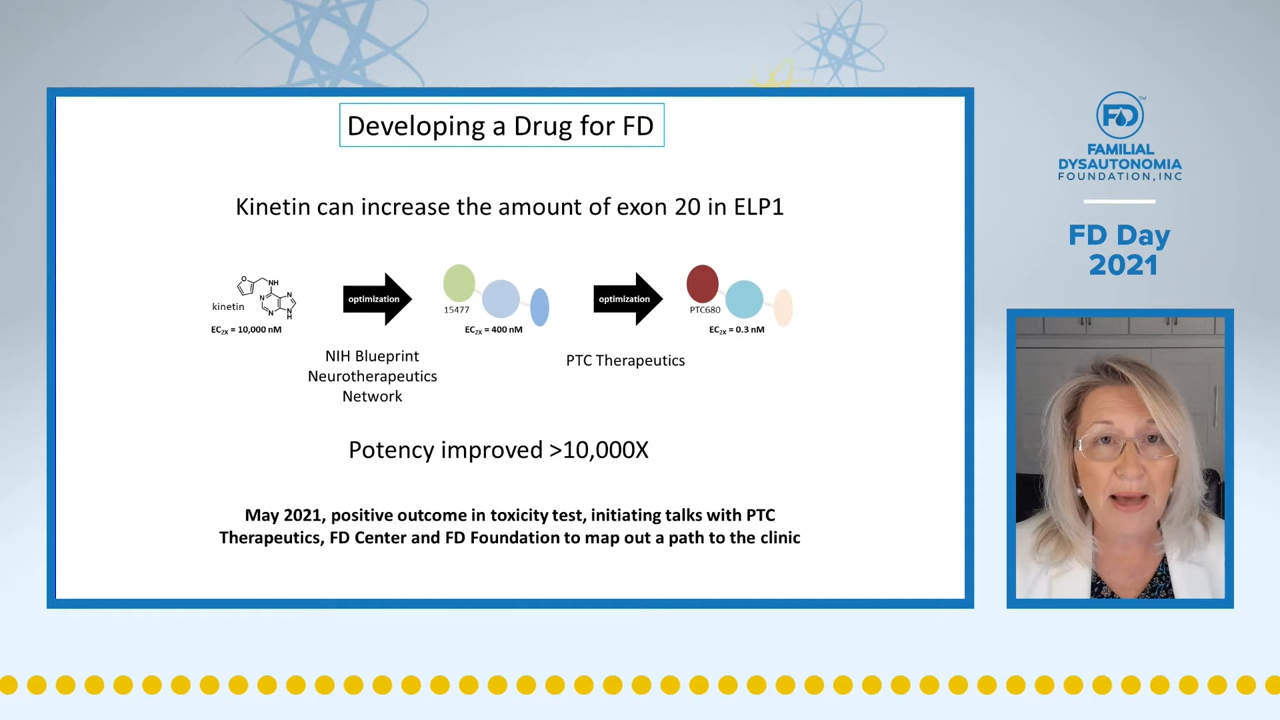 Developing a Drug for FD
Kinetin can increase the amount of exon 20 in ELP1
O
NH
N
N
N
N
H
kinetin
EC2X = 10,000 nM
optimization
15477
EC2X = 400 nM
optimization
PTC680
EC2X = 0.3 nM
NIH Blueprint
Neurotherapeutics
Network
PTC Therapeutics
Potency improved >10,000X
May 2021, positive outcome in toxicity test, initiating talks with PTC
Therapeutics, FD Center and FD Foundation to map out a path to the clinic
FD™
FAMILIAL
DYSAUTONOMIA
FOUNDATION, INC
FD Day
2021